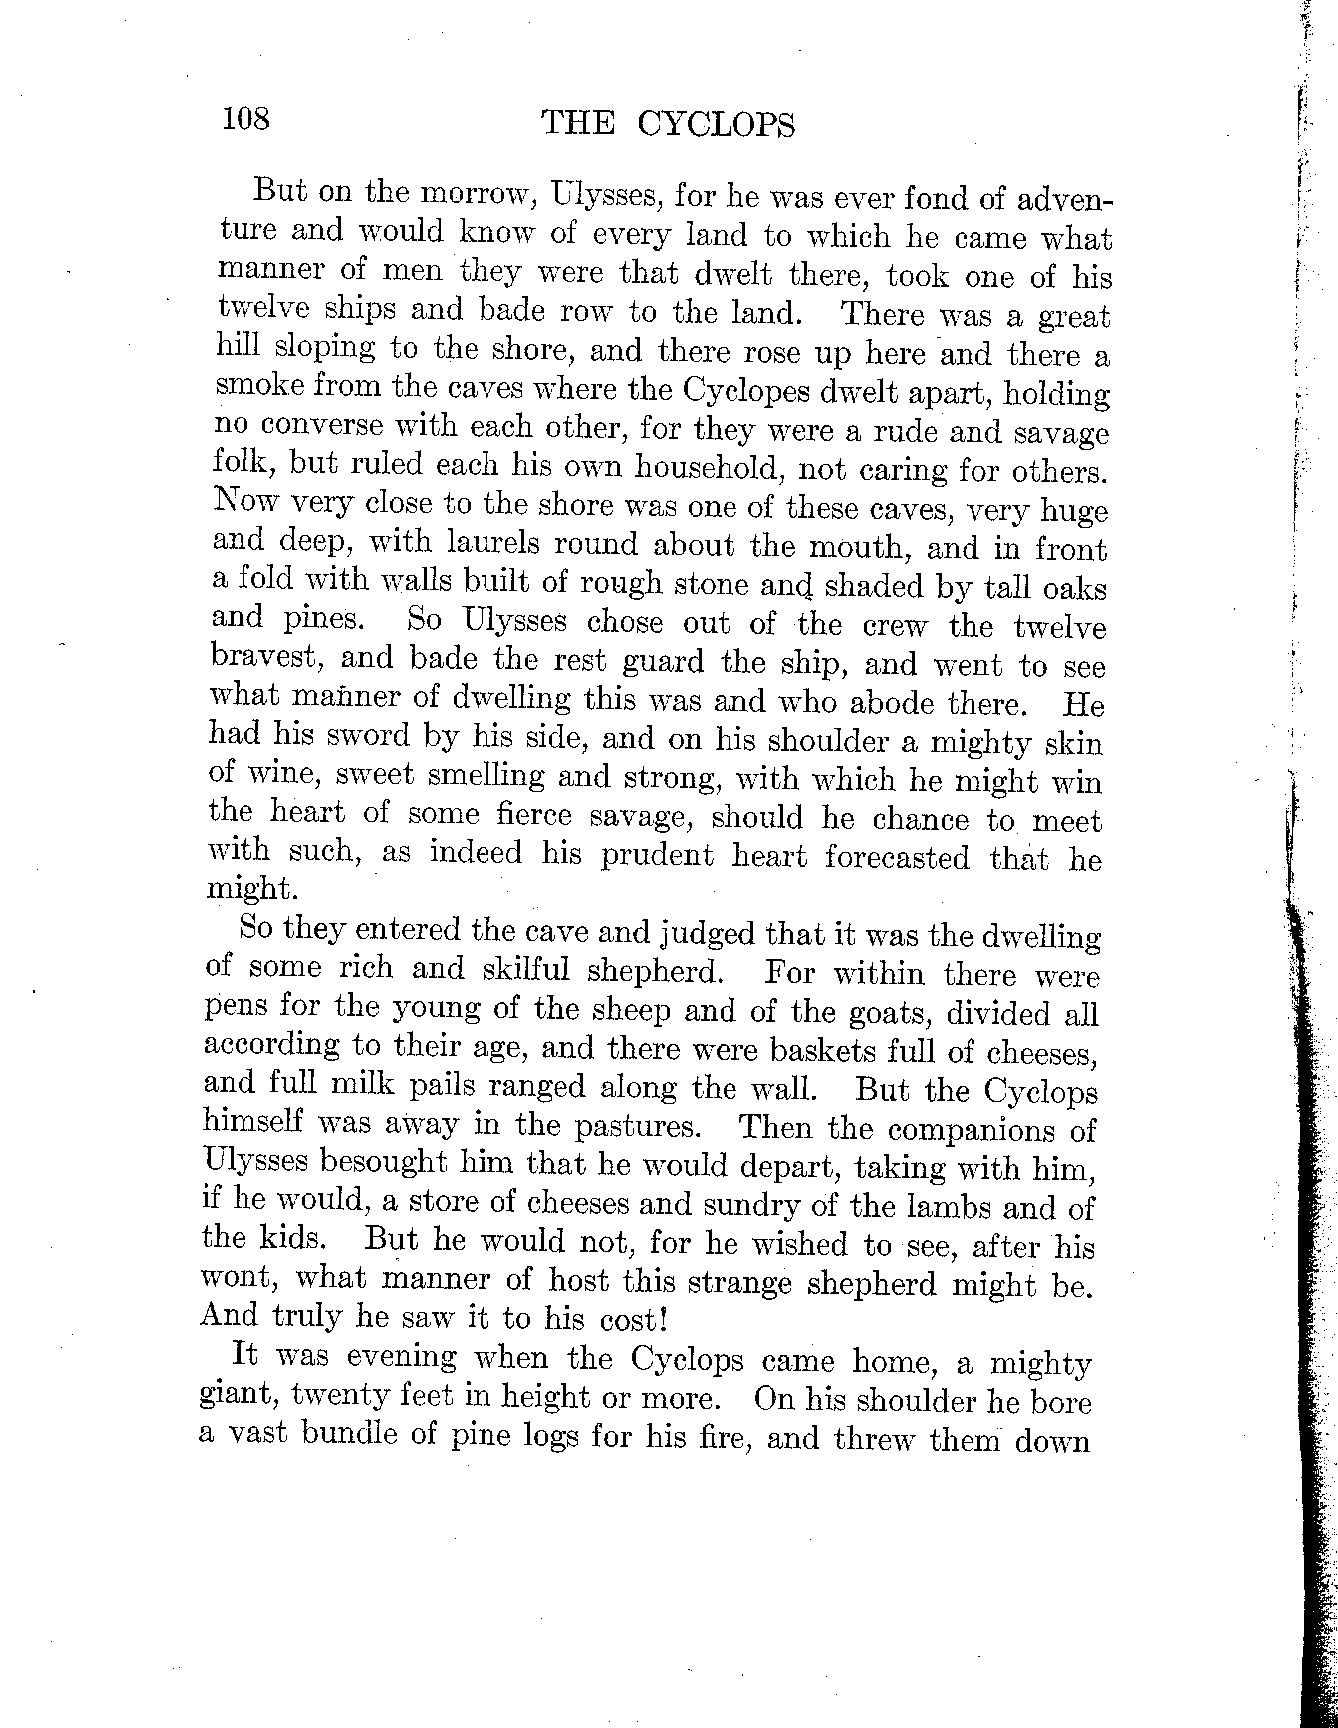 108 THE CYCLOPS
But on the morrow, Ulysses, for he was ever fond of adven-
ture and would know of every land to which he came what
manner of men they were that dwelt there, took one of his
twelve ships and bade row to the land. There was a great
hill sloping to the shore, and there rose up here and there a
smoke from the caves where the Cyclopes dwelt apart, holding
no converse with each other, for they were a rude and savage
folk, but ruled each his own household, not caring for others.
Now very close to the shore was one of these caves, very huge
and deep, with laurels round about the mouth, and in front
a fold with walls built of rough stone and shaded by tall oaks
and pines. So Ulysses chose out of the crew the twelve
bravest, and bade the rest guard the ship, and went to see
what manner of dwelling this was and who abode there. He
had his sword by his side, and on his shoulder a mighty skin
of wine, sweet smelling and strong, with which he might win
the heart of some fierce savage, should he chance to meet
with such, as indeed his prudent heart forecasted that he
might.
So they entered the cave and judged that it was the dwelling
of some rich and skilful shepherd. For within there were
pens for the young of the sheep and of the goats, divided all
according to their age, and there were baskets full of cheeses,
and full milk pails ranged along the wall. But the Cyclops
himself was away in the pastures. Then the companions of
Ulysses besought him that he would depart, taking with him,
if he would, a store of cheeses and sundry of the lambs and of
the kids. But he would not, for he wished to see, after his
wont, what manner of host this strange shepherd might be.
And truly he saw it to his cost!
It was evening when the Cyclops came home, a mighty
giant, twenty feet in height or more. On his shoulder he bore
a vast bundle of pine logs for his fire, and threw them down